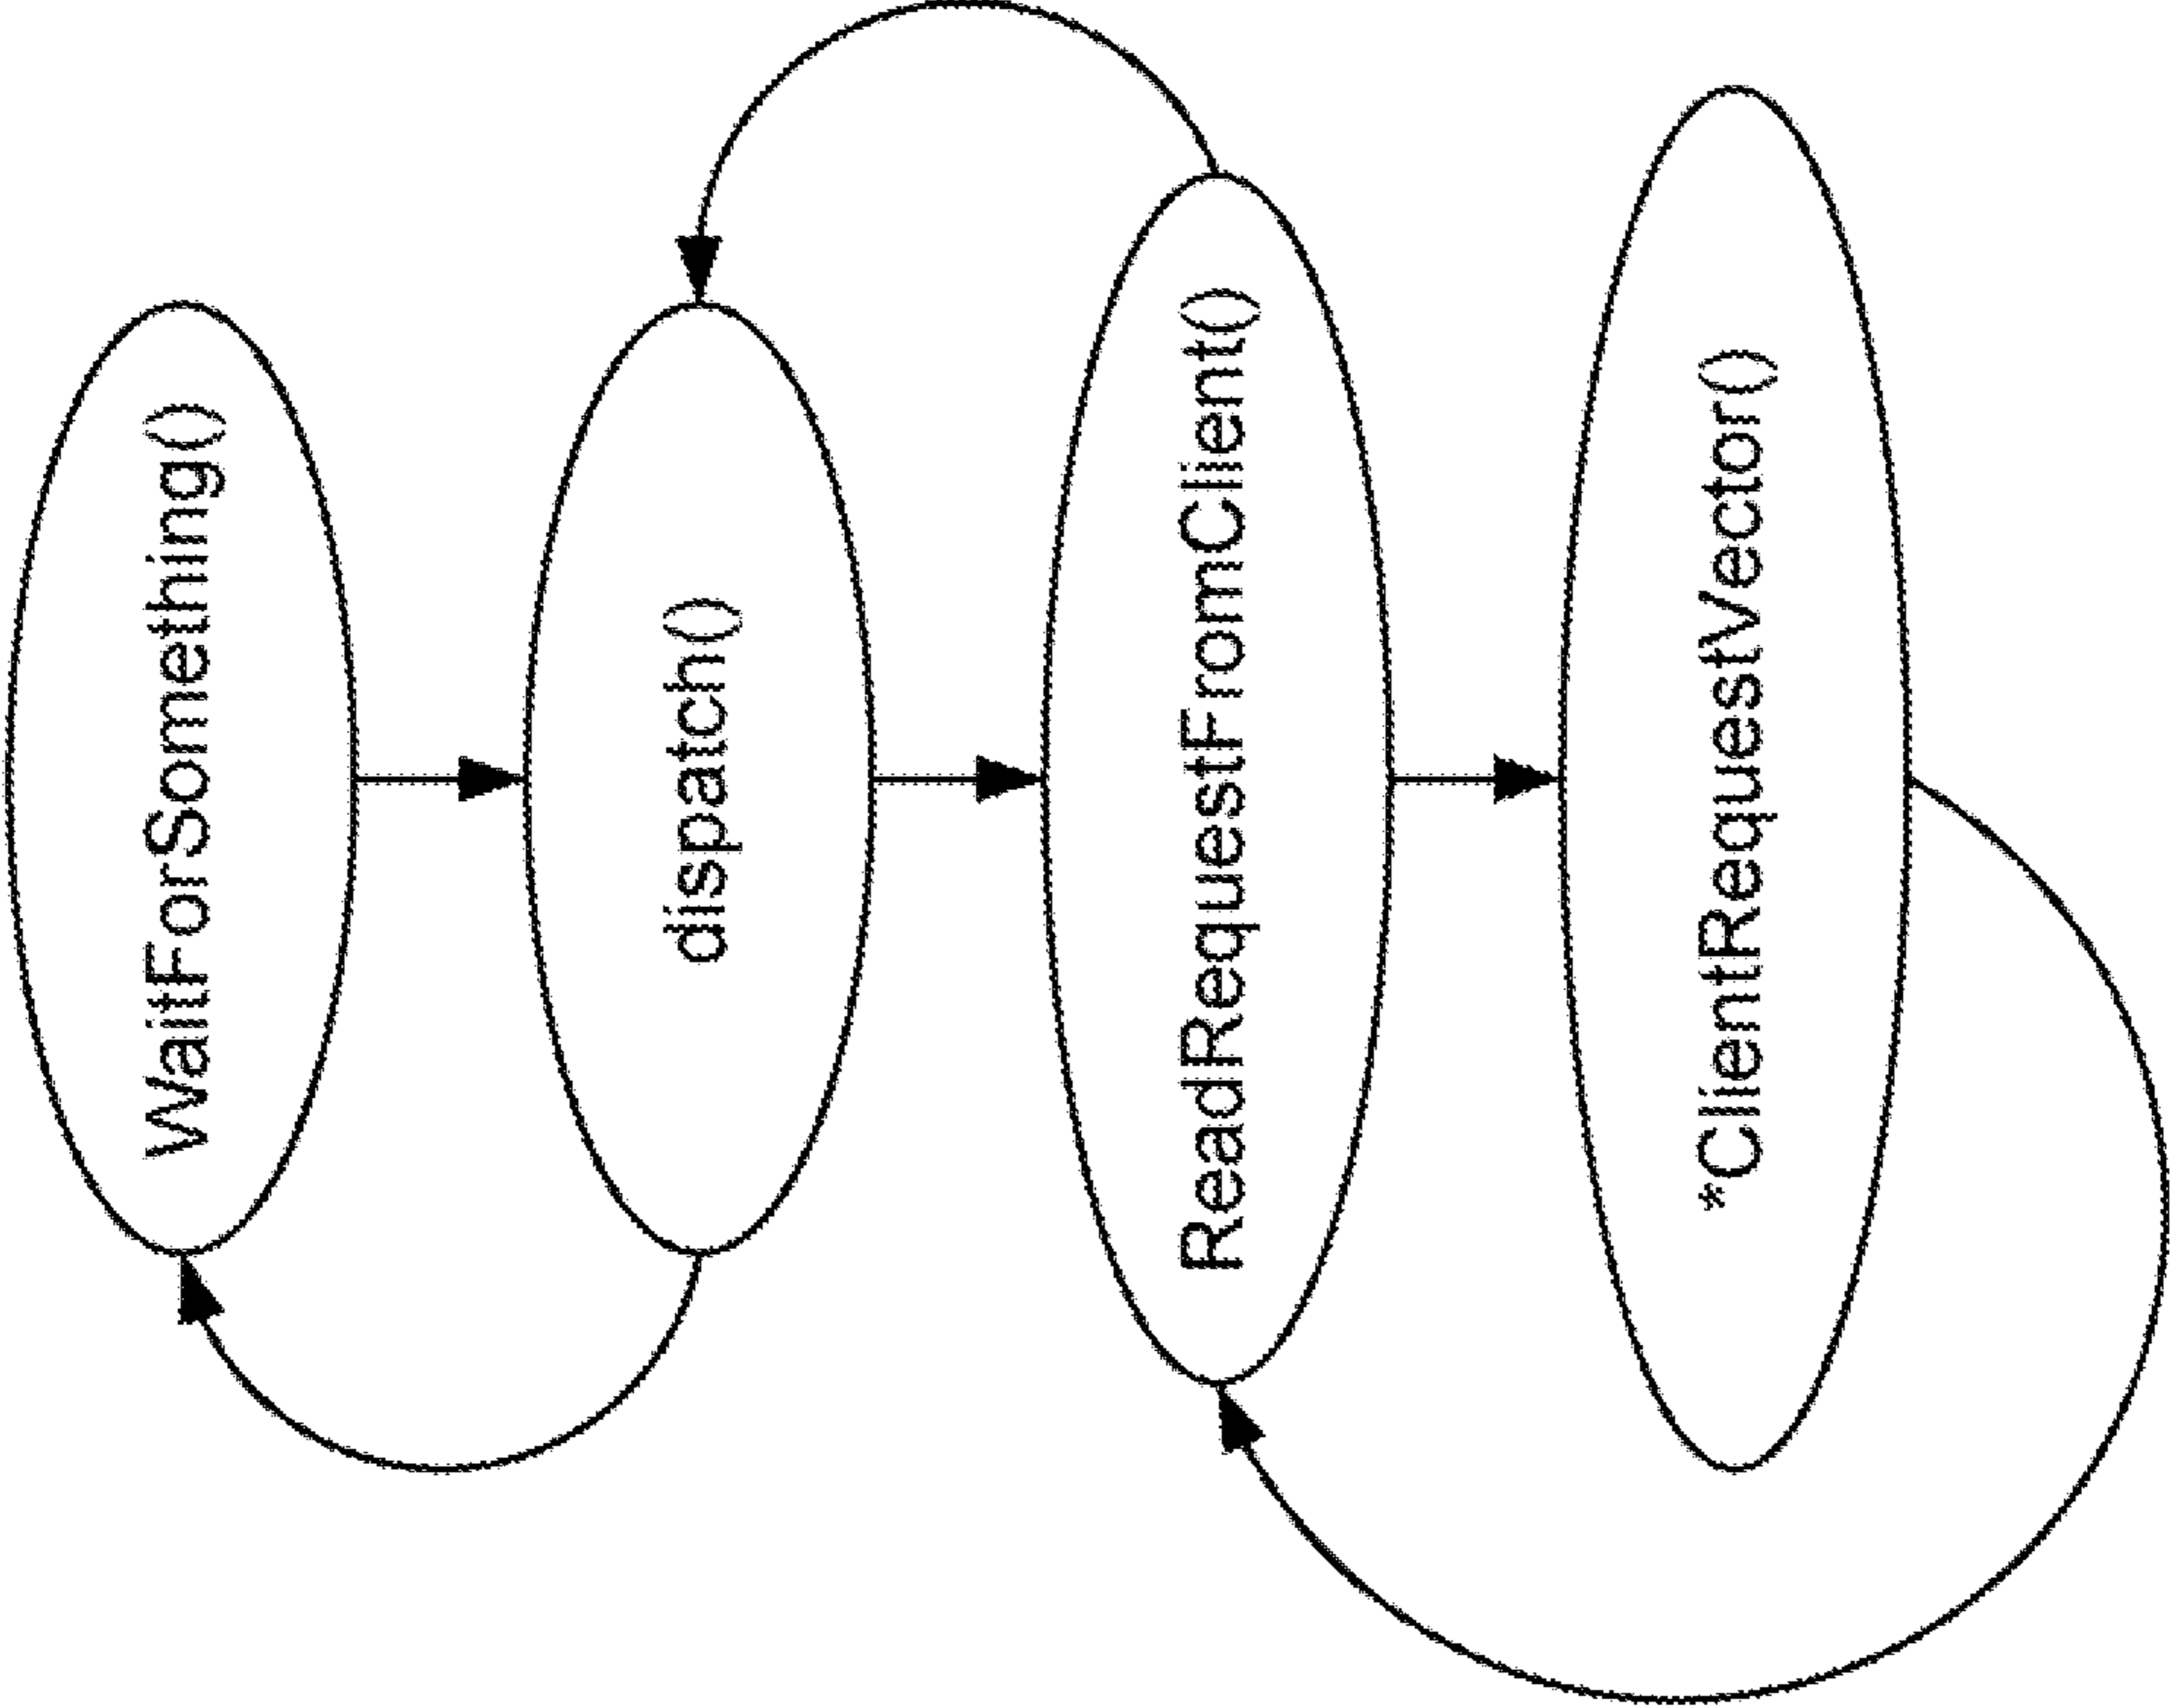 WaitForSomething()
dispatch()
ReadRequestFromClient()
*ClientRequestVector()